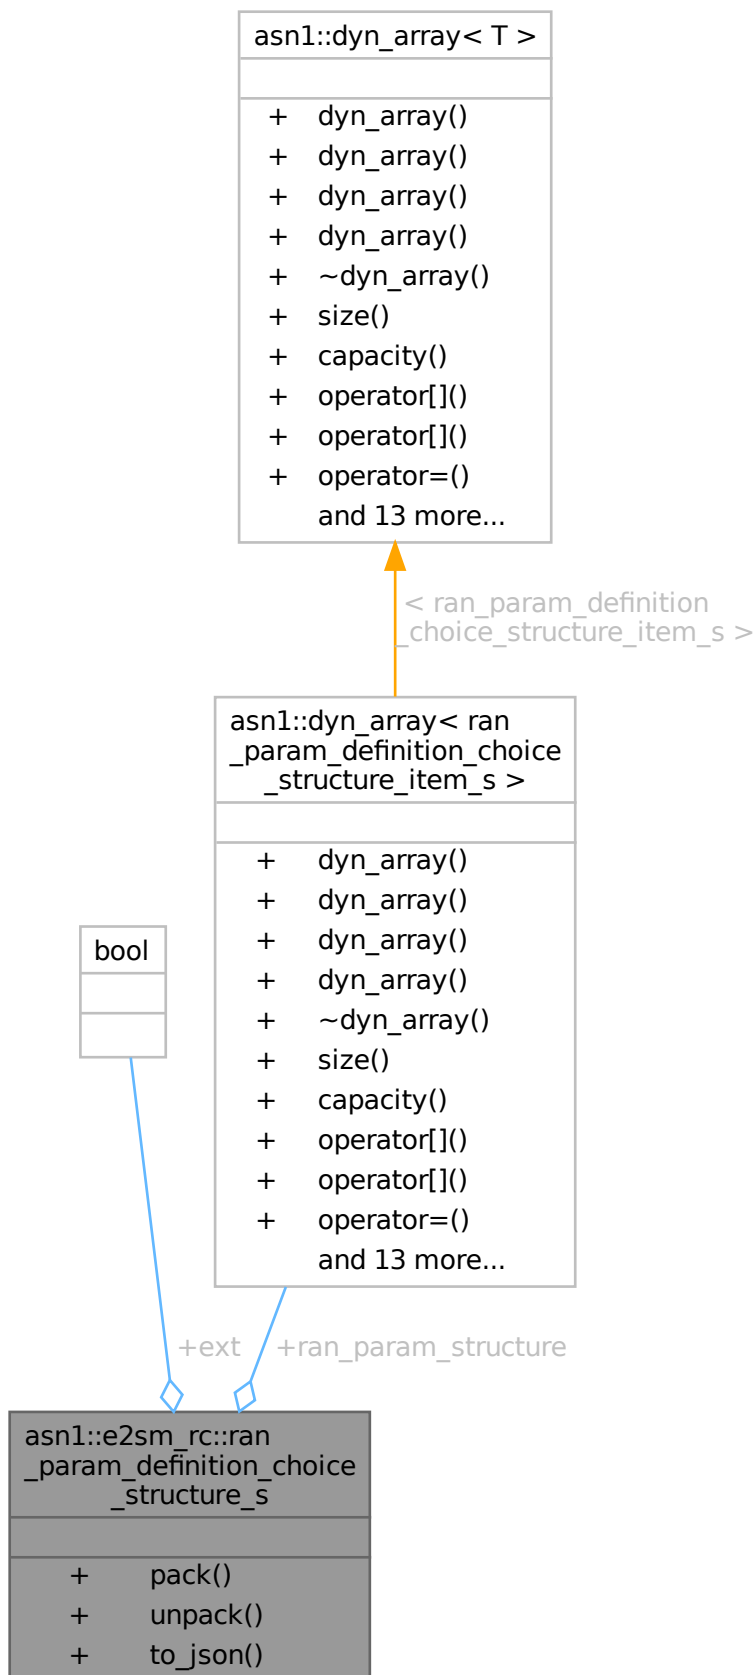 asn1::dyn_array< T >
+ dyn_array()
+ dyn_array()
+ dyn_array()
+ dyn_array()
+ ~dyn_array()
+ size()
+ capacity()
+ operator[]()
+ operator[]()
+ operator=()
and 13 more...
< ran_param_definition
_choice_structure_item_s >
asn1::dyn_array< ran
_param_definition_choice
_structure_item_s >
+ dyn_array()
+ dyn_array()
+ dyn_array()
+ dyn_array()
+ ~dyn_array()
+ size()
+ capacity()
+ operator[]()
+ operator[]()
+ operator=()
and 13 more...
bool
+ext
+ran_param_structure
asn1::e2sm_rc::ran
_param_definition_choice
_structure_s
+ pack()
+ unpack()
+ to_json()